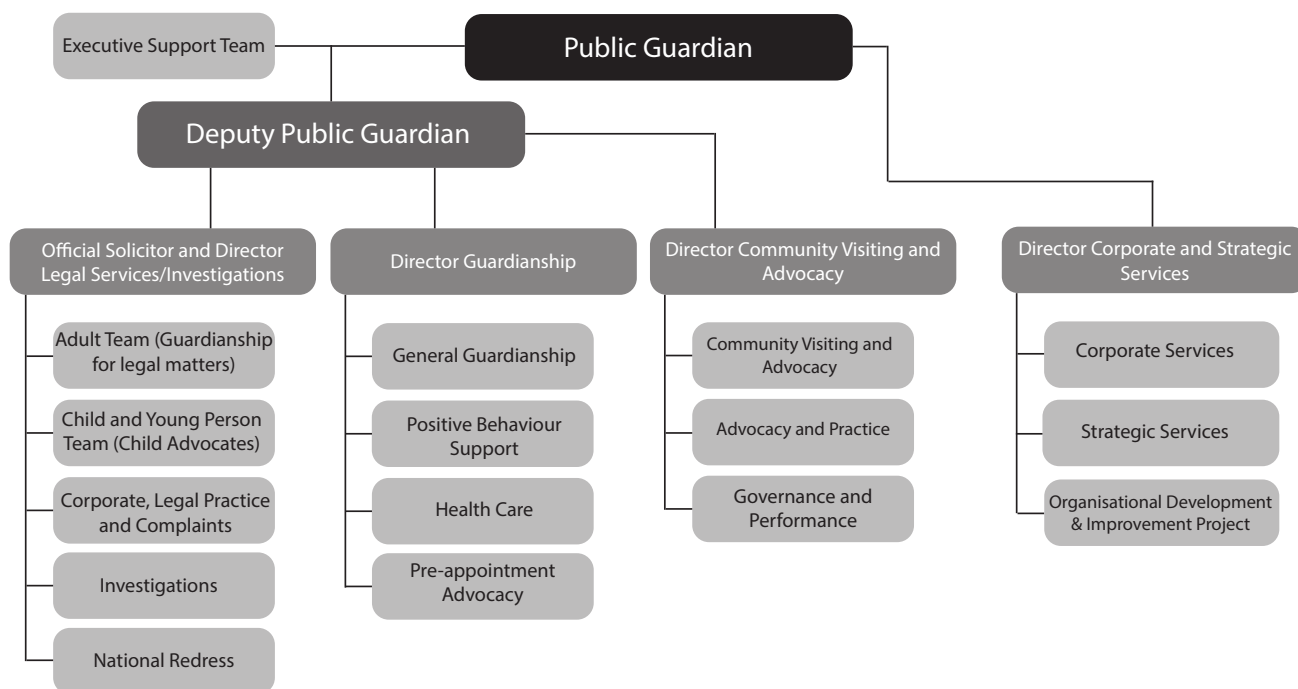 Executive Support Team
Public Guardian
Deputy Public Guardian
Official Solicitor and Director
Legal Services/Investigations
Adult Team (Guardianship
for legal matters)
Child and Young Person
Team (Child Advocates)
Corporate, Legal Practice
and Complaints
Investigations
National Redress
Director Guardianship
General Guardianship
Positive Behaviour
Support
Health Care
Pre-appointment
Advocacy
Director Community Visiting and
Advocacy
Community Visiting and
Advocacy
Advocacy and Practice
Governance and
Performance
Director Corporate and Strategic
Services
Corporate Services
Strategic Services
Organisational Development
& Improvement Project